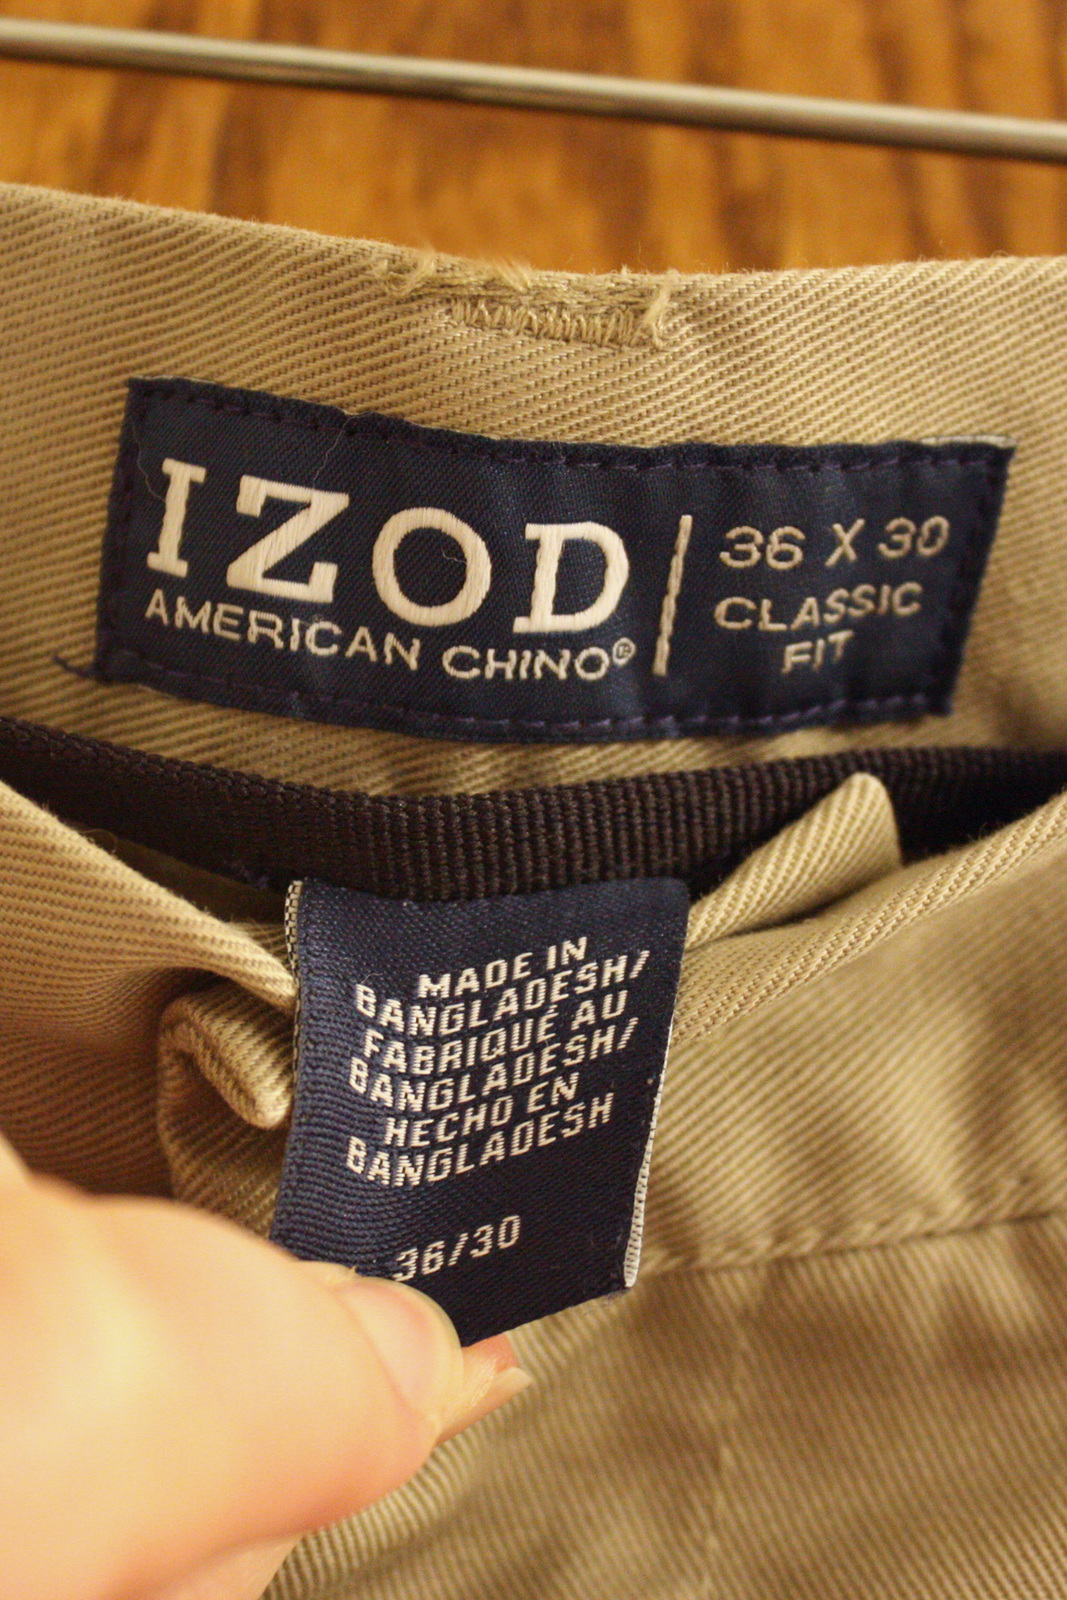 IZOD
AMERICAN CHINO®
36 X 30
CLASSIC
FIT
MADE IN
BANGLADESH/
FABRIQUÉ AU
BANGLADESH/
HECHO EN
BANGLADESH
36/30